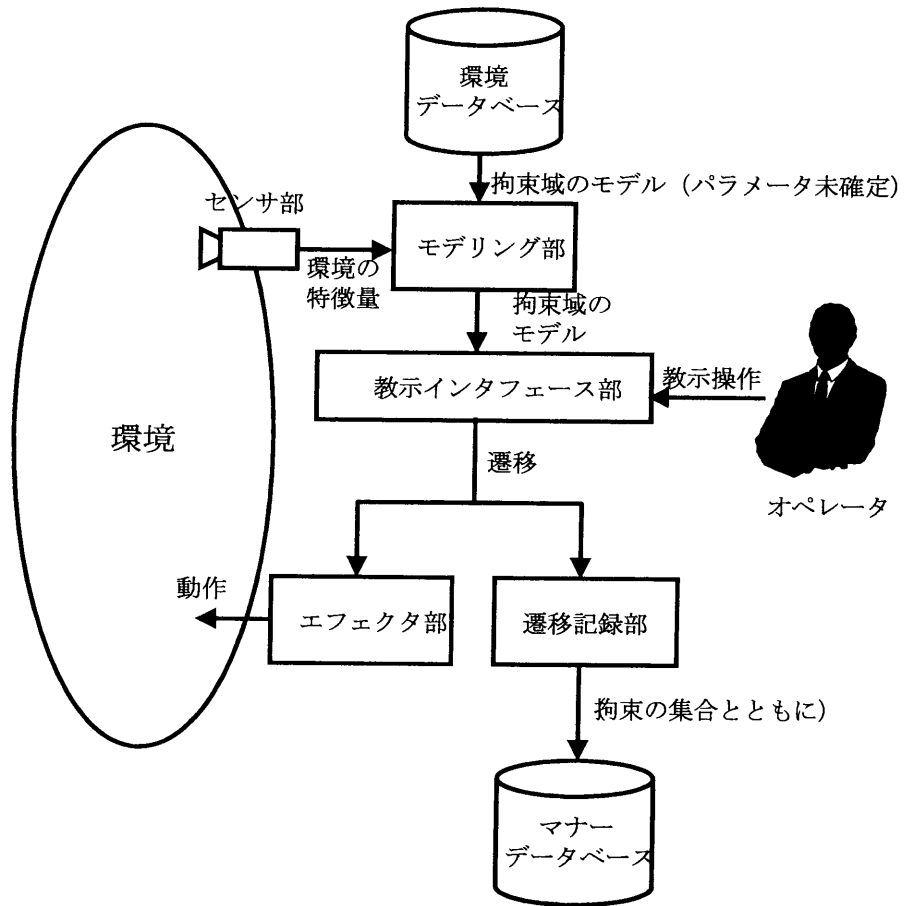 環境
データベース
拘束域のモデル（パラメータ未確定）
センサ部
モデリング部
環境の
特徴量
拘束域の
モデル
教示インタフェース部
教示操作
環境
遷移
オペレータ
動作
エフェクタ部
遷移記録部
拘束の集合とともに）
マナー
データベース